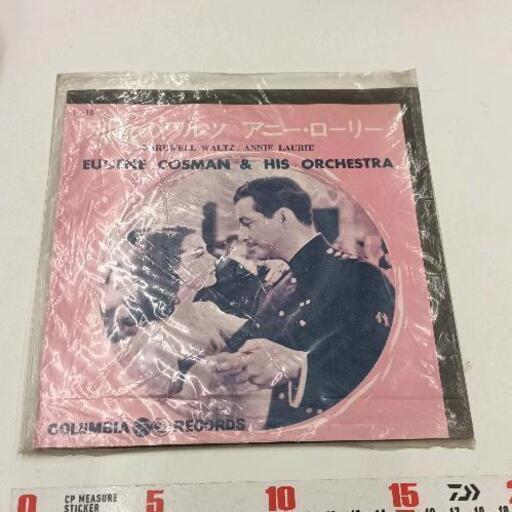 別れのワルツ アニー・ローリー
FAREWELL WALTZ / ANNIE LAURIE
EUGENE COSMAN & HIS ORCHESTRA
COLUMBIA RECORDS
0 CP MEASURE STICKER 5 10 15